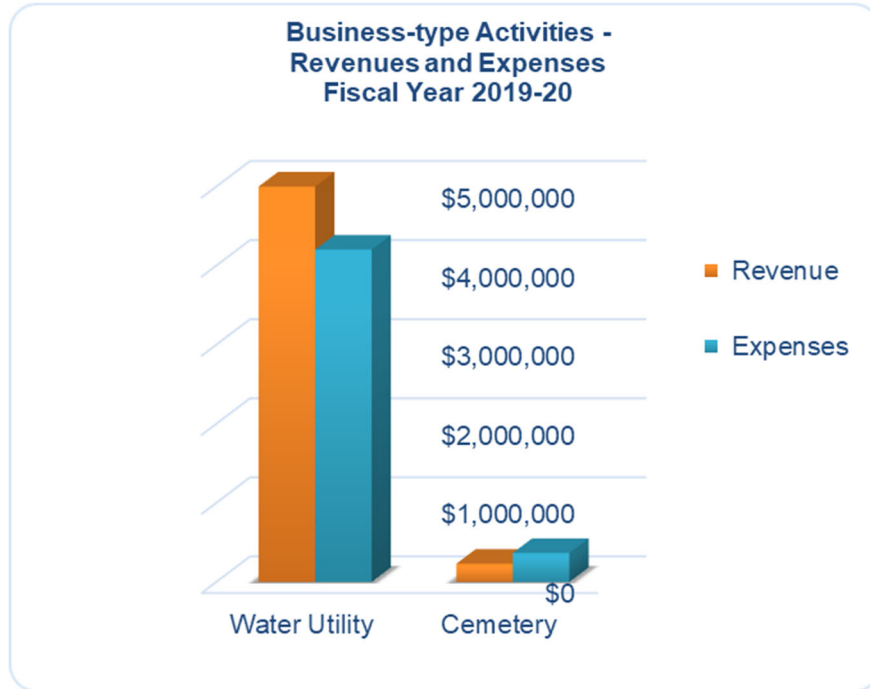 Business-type Activities -
Revenues and Expenses
Fiscal Year 2019-20
$5,000,000
$4,000,000
$3,000,000
$2,000,000
$1,000,000
$0
Revenue
Expenses
Water Utility
Cemetery